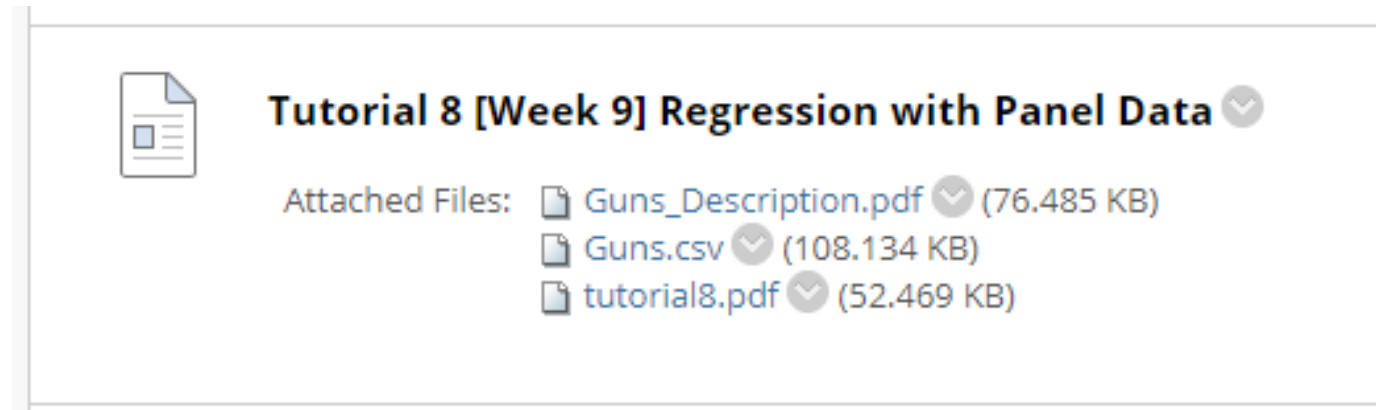 Tutorial 8 [Week 9] Regression with Panel Data
Attached Files: Guns_Description.pdf (76.485 KB)
Guns.csv (108.134 KB)
tutorial8.pdf (52.469 KB)